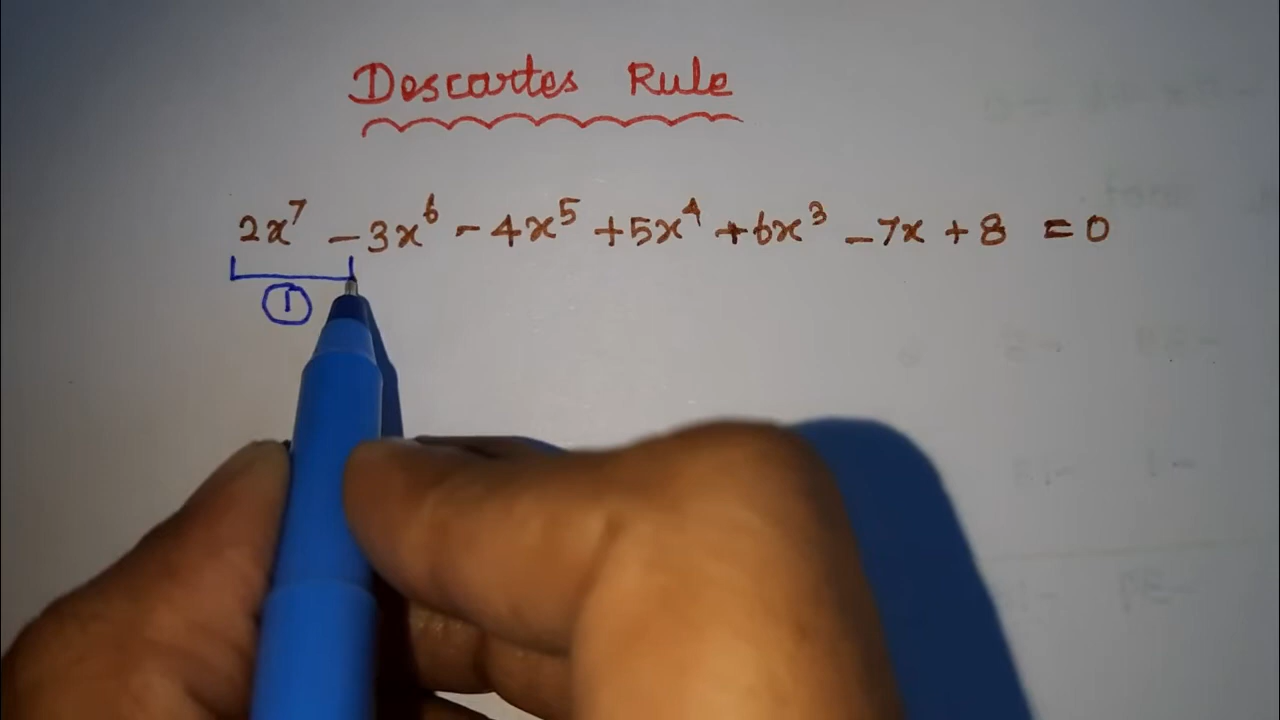 Descartes Rule
2x⁷ - 3x⁶ - 4x⁵ + 5x⁴ + 6x³ - 7x + 8 = 0
①